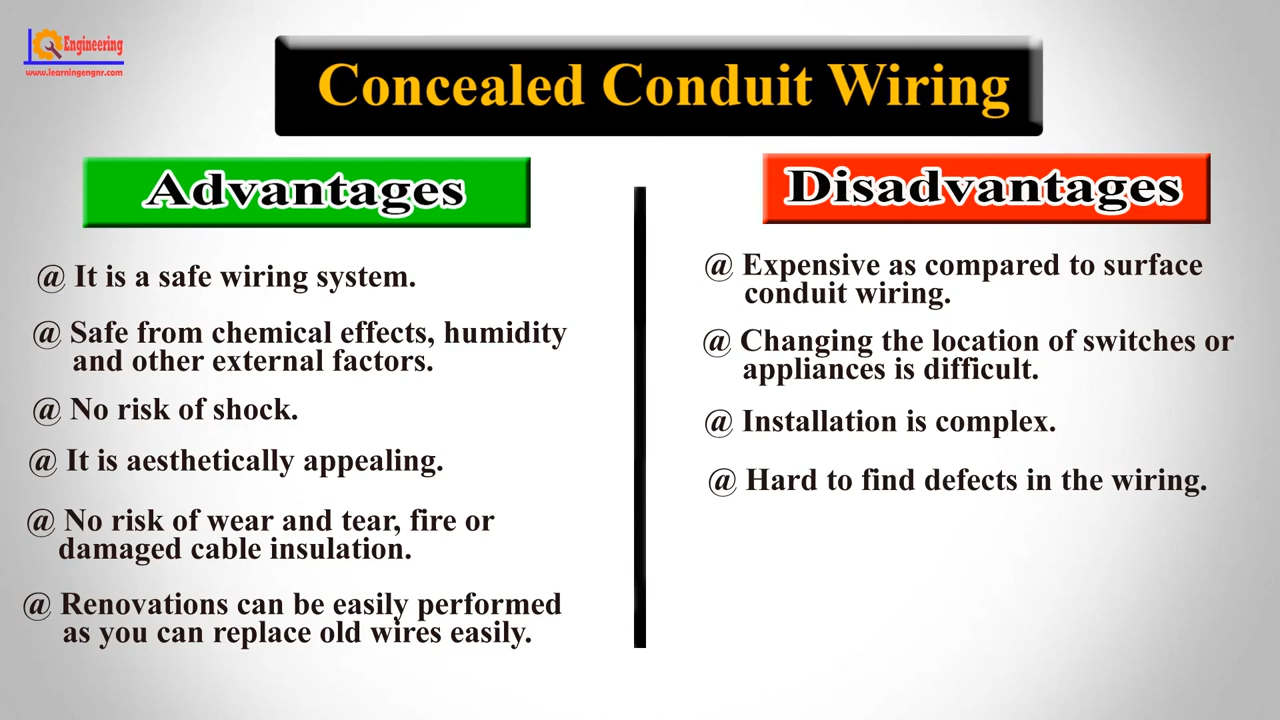 Engineering
www.learningengnr.com
Concealed Conduit Wiring
Advantages
@ It is a safe wiring system.
@ Safe from chemical effects, humidity
and other external factors.
@ No risk of shock.
@ It is aesthetically appealing.
@ No risk of wear and tear, fire or
damaged cable insulation.
@ Renovations can be easily performed
as you can replace old wires easily.
Disadvantages
@ Expensive as compared to surface
conduit wiring.
@ Changing the location of switches or
appliances is difficult.
@ Installation is complex.
@ Hard to find defects in the wiring.